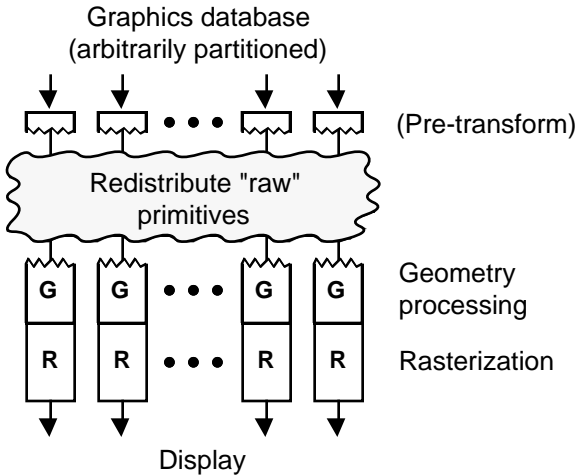 Graphics database
(arbitrarily partitioned)
(Pre-transform)
Redistribute "raw"
primitives
G G G G
Geometry
processing
R R R R
Rasterization
Display